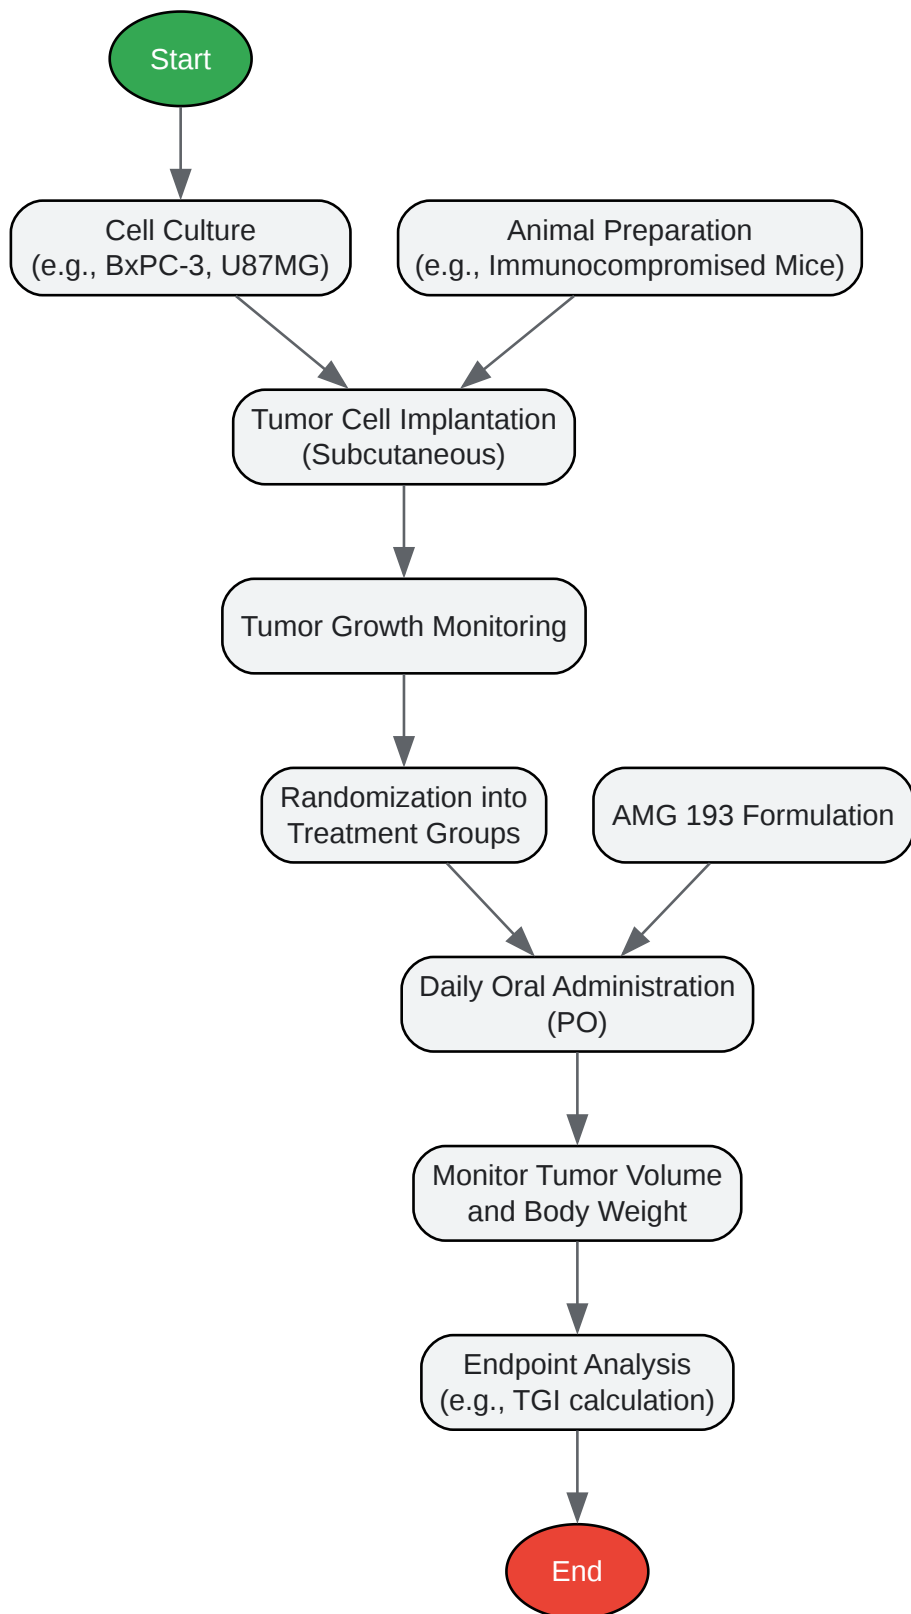 Start
Cell Culture
(e.g., BxPC-3, U87MG)
Animal Preparation
(e.g., Immunocompromised Mice)
Tumor Cell Implantation
(Subcutaneous)
Tumor Growth Monitoring
Randomization into
Treatment Groups
AMG 193 Formulation
Daily Oral Administration
(PO)
Monitor Tumor Volume
and Body Weight
Endpoint Analysis
(e.g., TGI calculation)
End